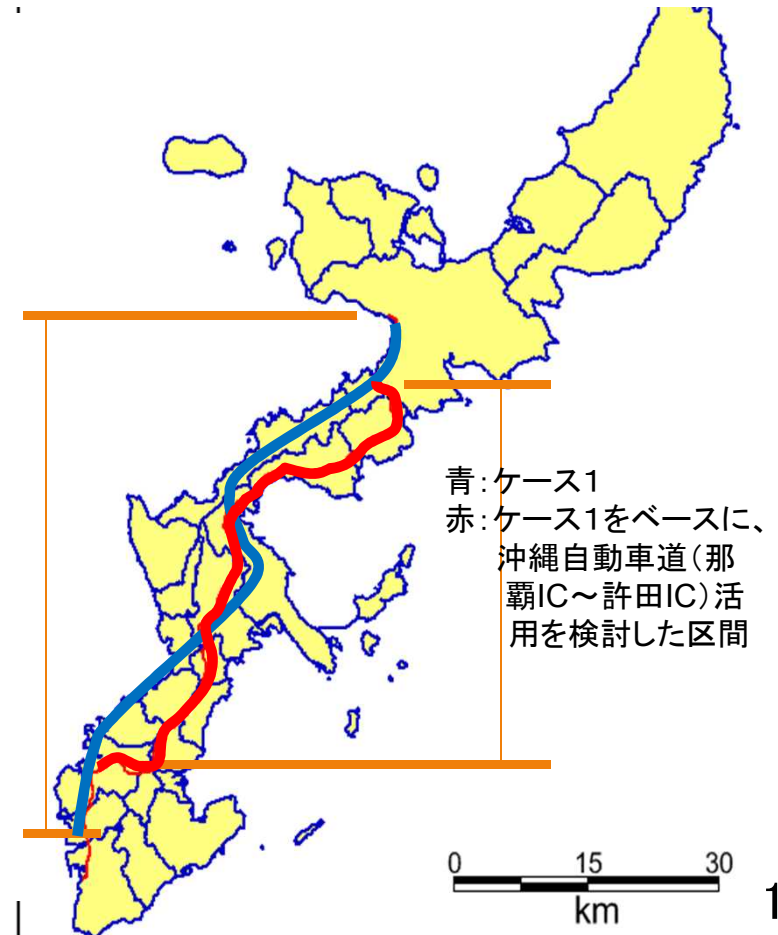 青：ケース1
赤：ケース1をベースに、
沖縄自動車道（那
覇IC～許田IC）活
用を検討した区間
0 15 30
km
1